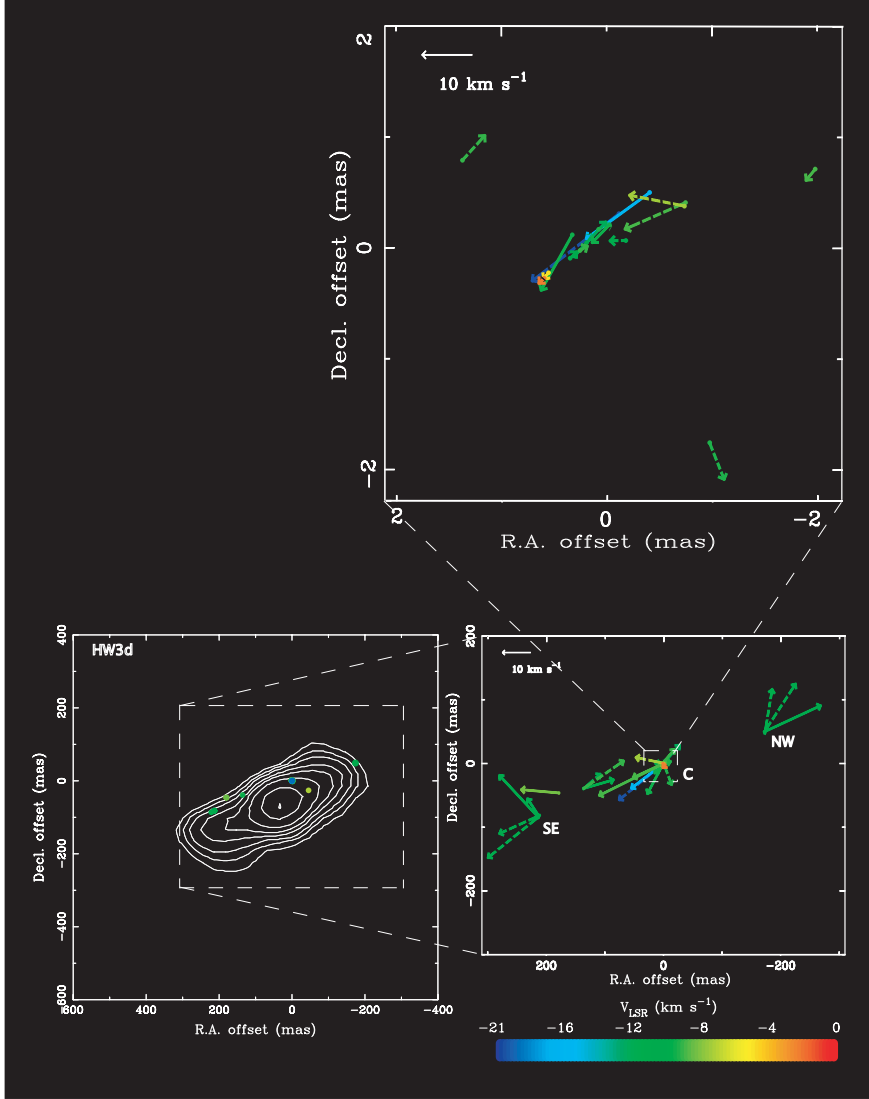 2
10 km s⁻¹
Decl. offset (mas)
0
−2
2
0
−2
R.A. offset (mas)
400
200
0
−200
−400
−600
HW3d
Decl. offset (mas)
600
400
200
0
−200
−400
R.A. offset (mas)
200
0
−200
10 km s⁻¹
Decl. offset (mas)
NW
C
SE
200
0
−200
R.A. offset (mas)
V_LSR (km s⁻¹)
−21
−16
−12
−8
−4
0